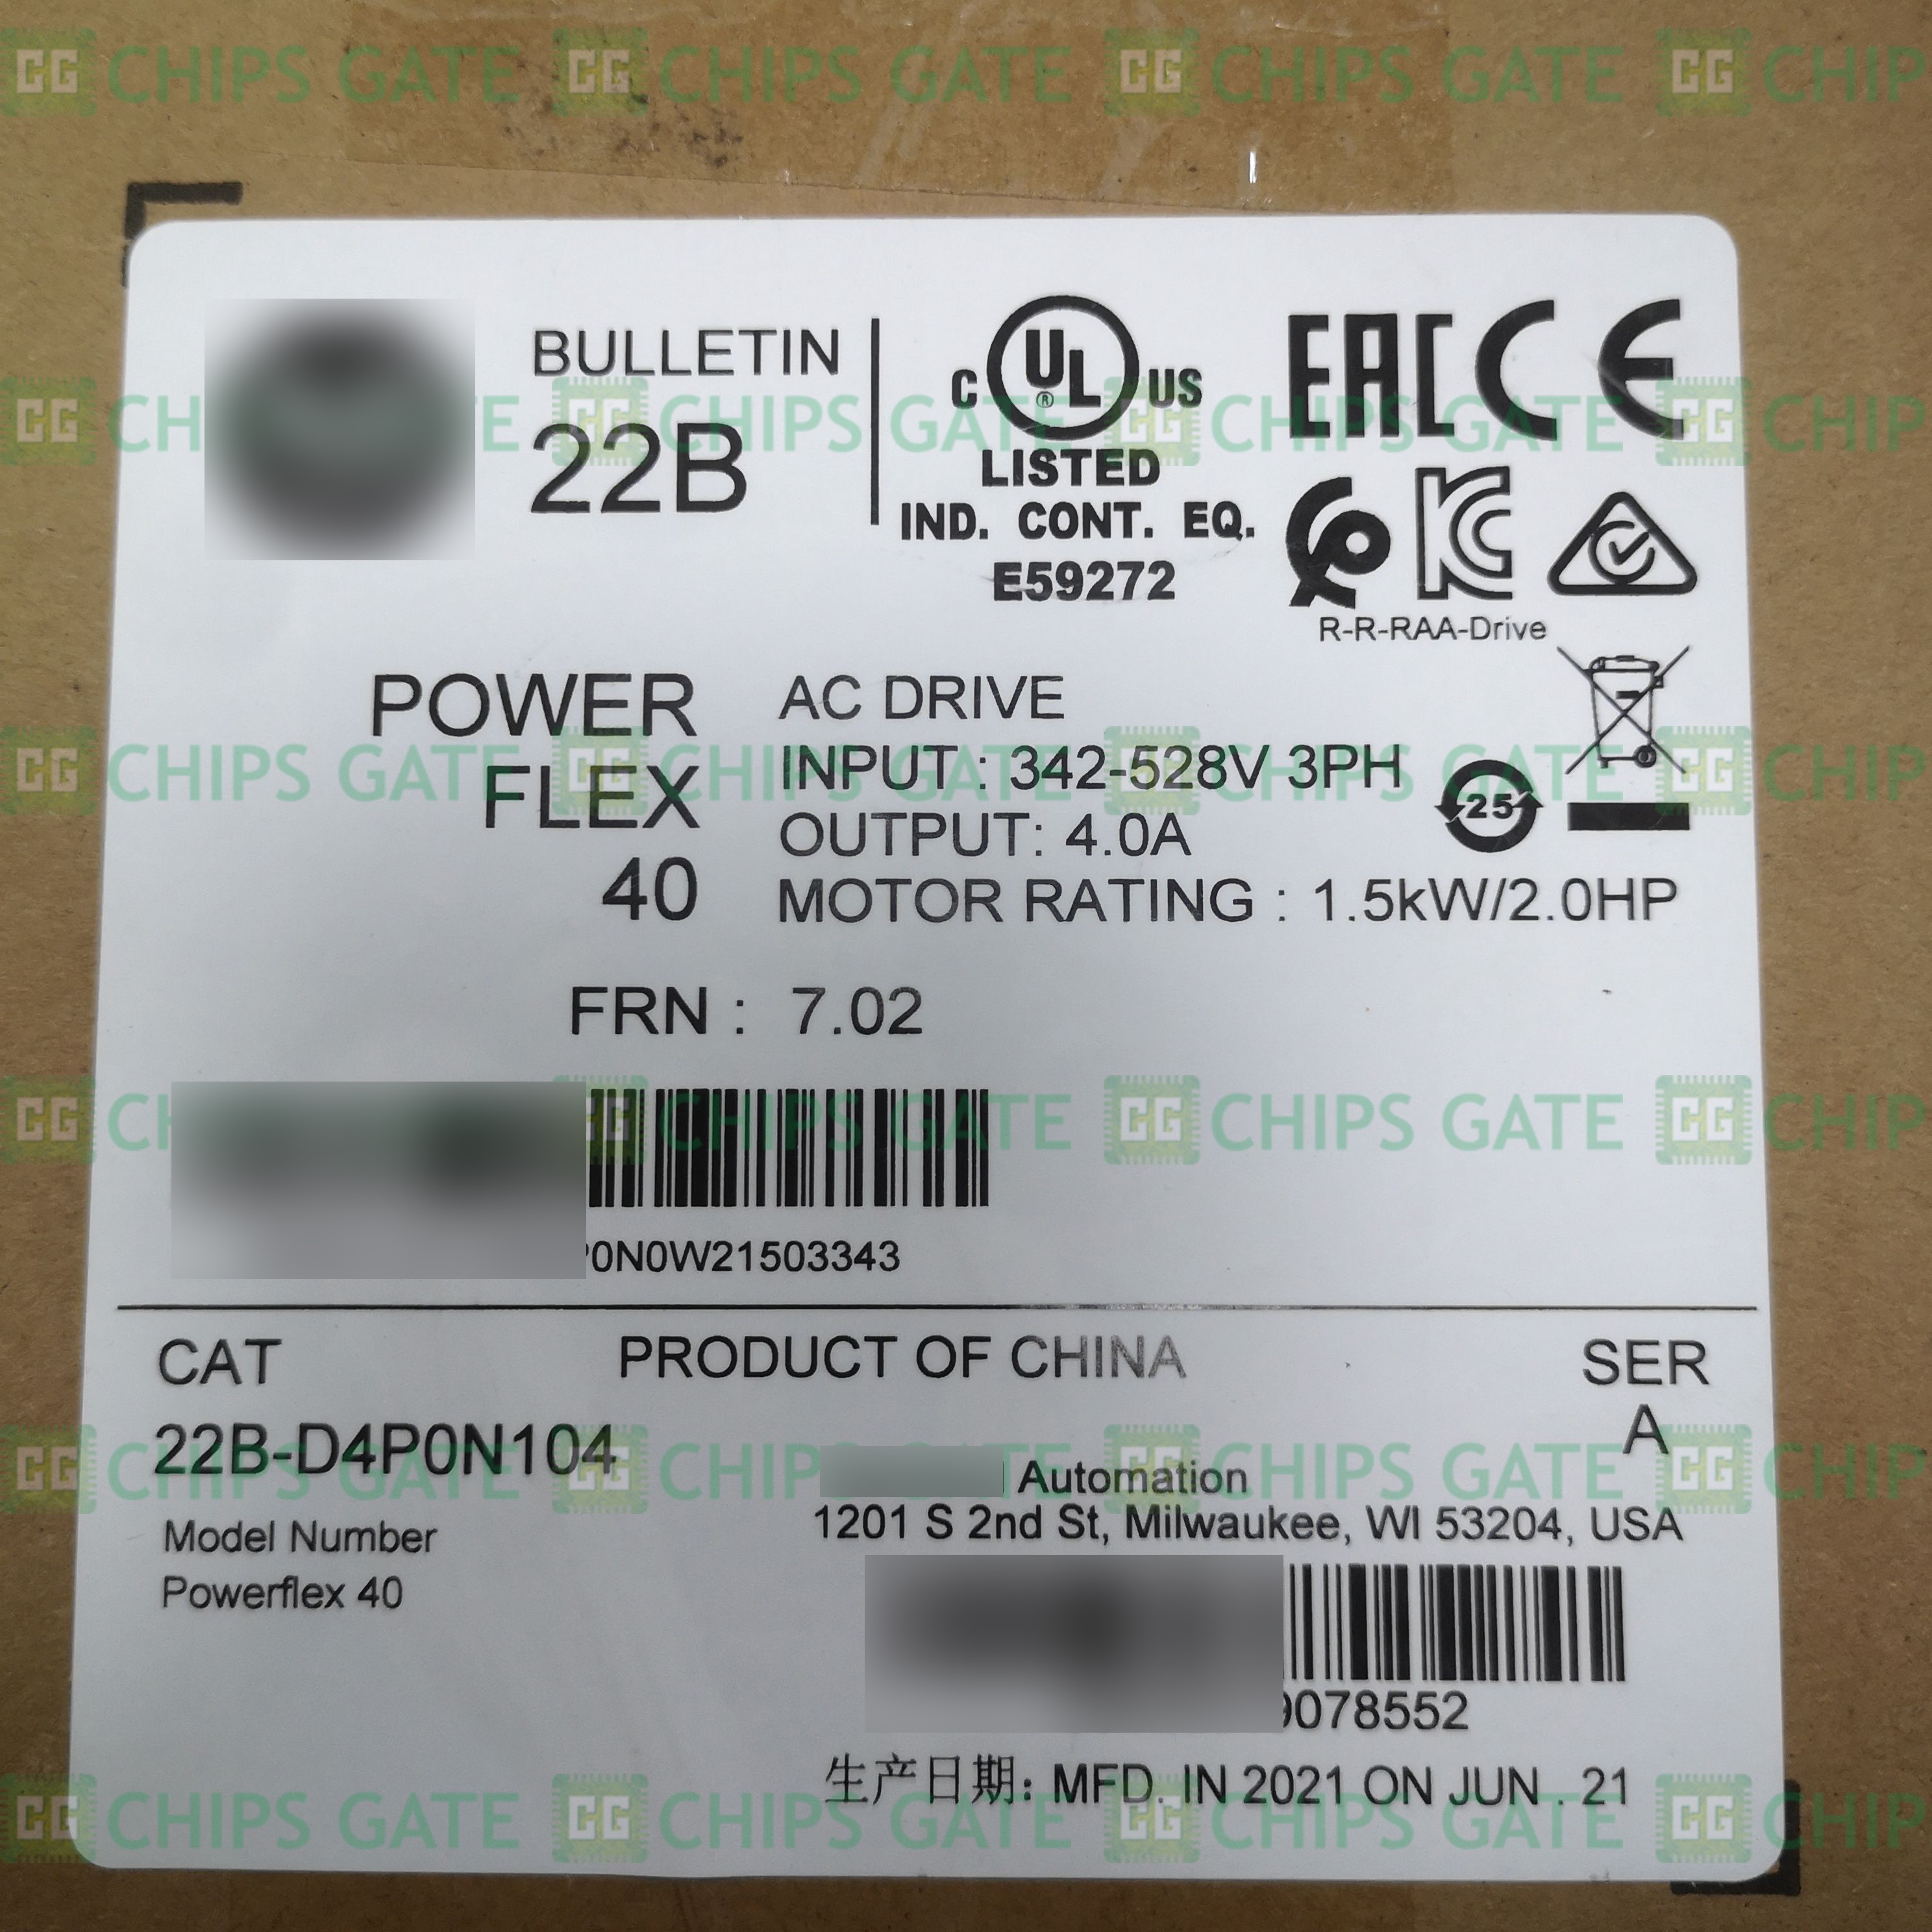 BULLETIN
22B
C UL ® US
LISTED
IND. CONT. EQ.
E59272
EAC CE
R-R-RAA-Drive
POWER
FLEX
40
AC DRIVE
INPUT : 342-528V 3PH
OUTPUT: 4.0A
MOTOR RATING : 1.5kW/2.0HP
25
FRN : 7.02
0N0W21503343
CAT
PRODUCT OF CHINA
SER
A
22B-D4P0N104
Model Number
Powerflex 40
Automation
1201 S 2nd St, Milwaukee, WI 53204, USA
078552
生产日期: MFD. IN 2021 ON JUN . 21
CG CHIPS GATE CG CHIPS GATE CG CHIPS GATE CG CHIP